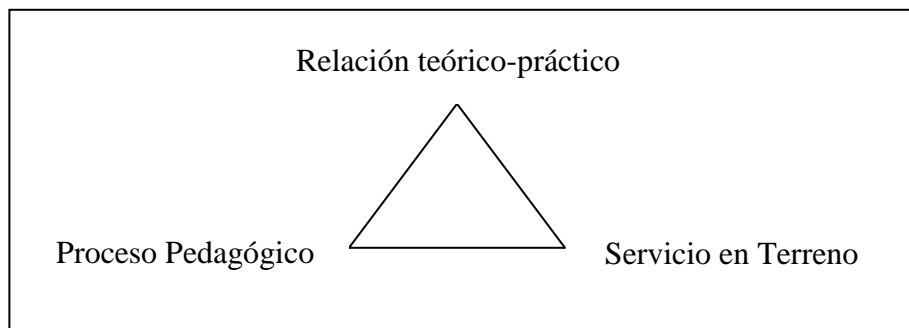 Relación teórico-práctico
Proceso Pedagógico
Servicio en Terreno